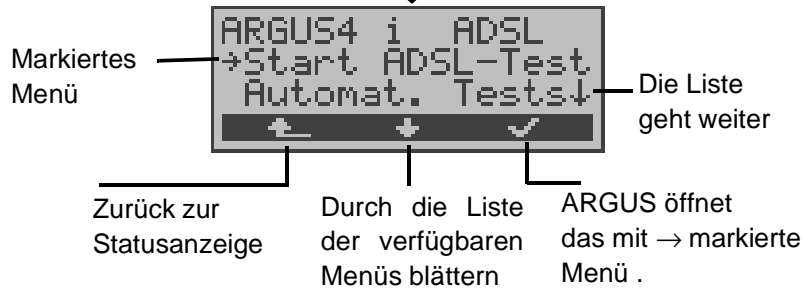 ARGUS4 i ADSL
→Start ADSL-Test
Automat. Tests↓
Markiertes
Menü
Die Liste
geht weiter
Zurück zur
Statusanzeige
Durch die Liste
der verfügbaren
Menüs blättern
ARGUS öffnet
das mit → markierte
Menü .